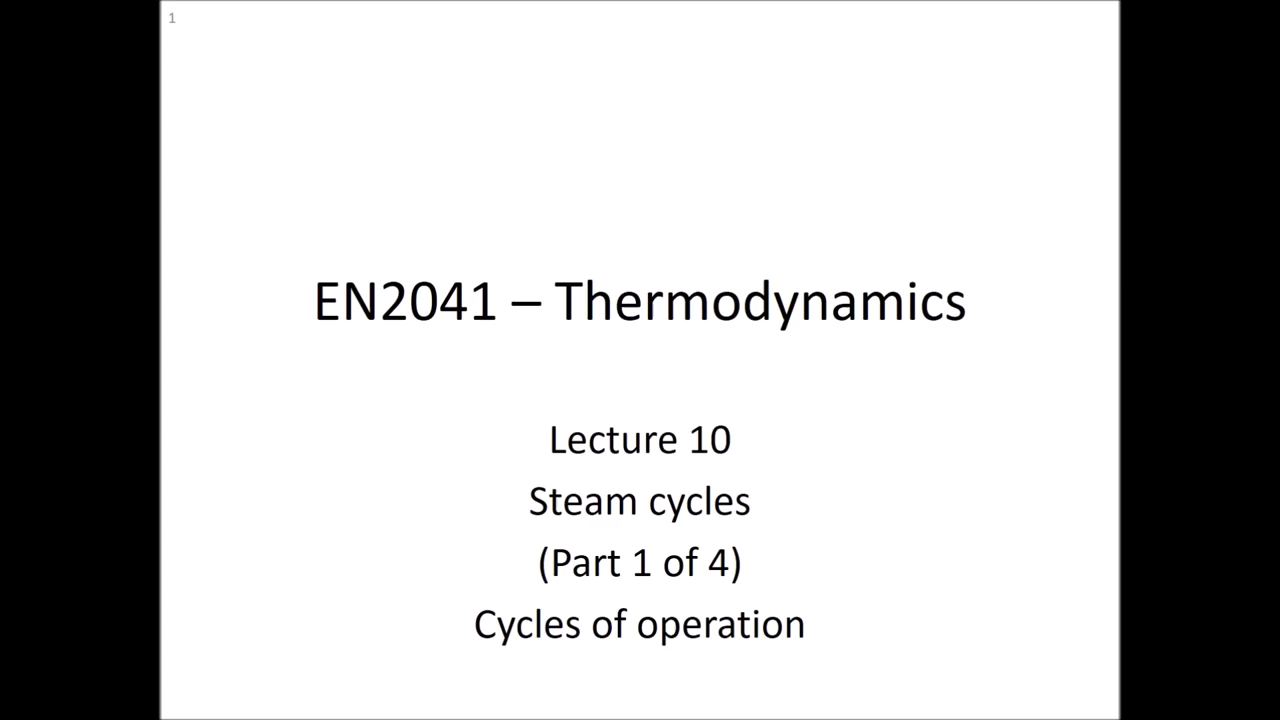 1
EN2041 – Thermodynamics
Lecture 10
Steam cycles
(Part 1 of 4)
Cycles of operation